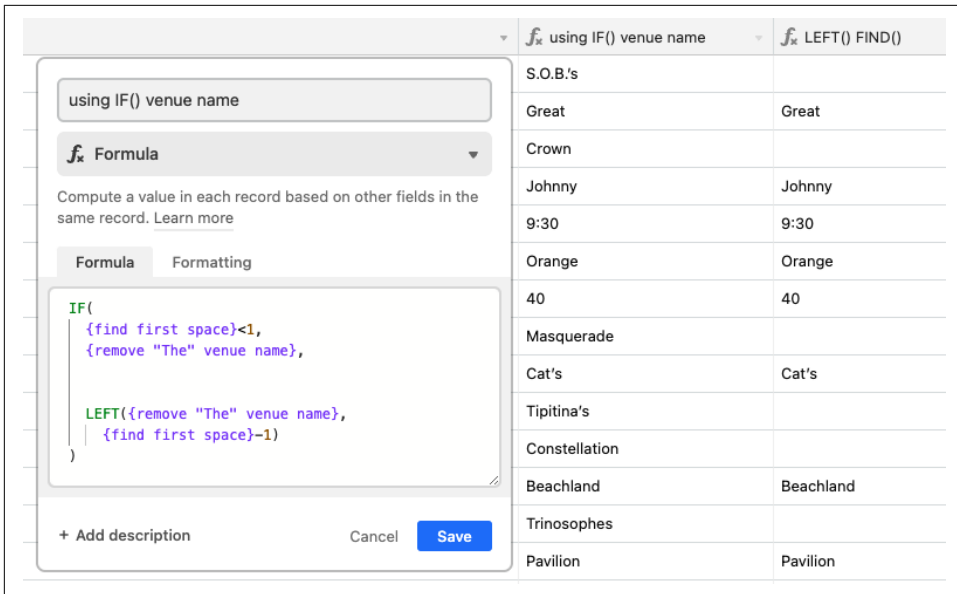 fx using IF() venue name
fx LEFT() FIND()
using IF() venue name
fx Formula
Compute a value in each record based on other fields in the
same record. Learn more
Formula Formatting
IF(
{find first space}<1,
{remove "The" venue name},
LEFT({remove "The" venue name},
{find first space}-1)
)
+ Add description Cancel Save
S.O.B.'s
Great Great
Crown
Johnny Johnny
9:30 9:30
Orange Orange
40 40
Masquerade
Cat's Cat's
Tipitina's
Constellation
Beachland Beachland
Trinosophes
Pavilion Pavilion